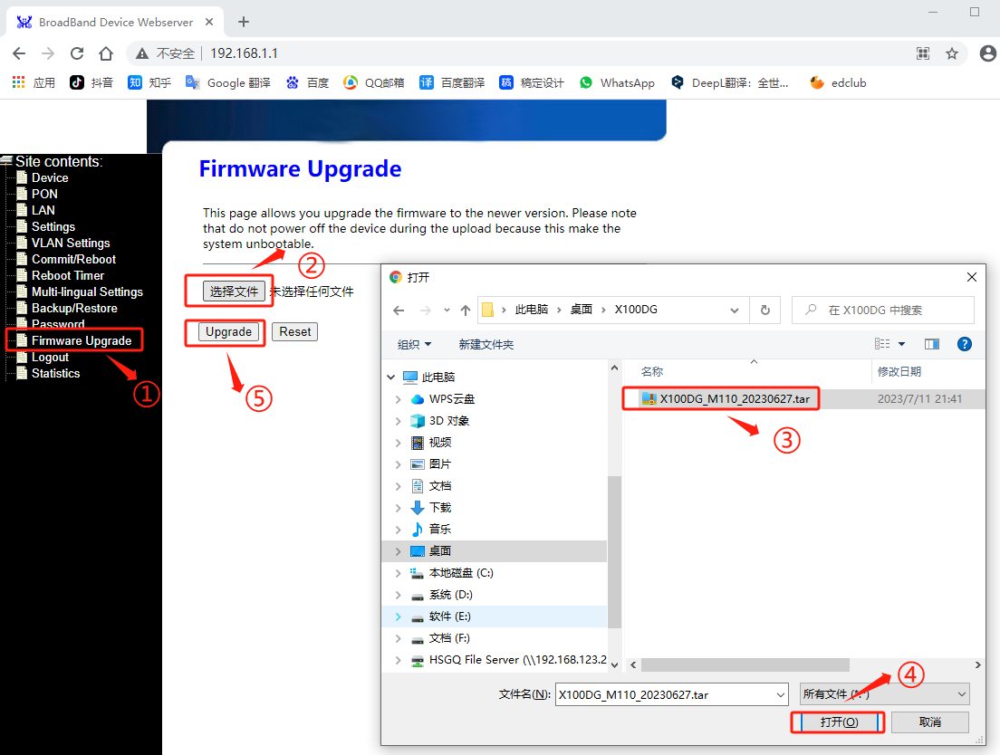 BroadBand Device Webserver
不安全
192.168.1.1
应用
抖音
知 知乎
Google 翻译
百度
QQ邮箱
译 百度翻译
稿 稿定设计
WhatsApp
DeepL翻译：全世...
edclub
Site contents:
Device
PON
LAN
Settings
VLAN Settings
Commit/Reboot
Reboot Timer
Multi-lingual Settings
Backup/Restore
Password
Firmware Upgrade
Logout
Statistics
①
Firmware Upgrade
This page allows you upgrade the firmware to the newer version. Please note
that do not power off the device during the upload because this make the
system unbootable.
②
选择文件 未选择任何文件
Upgrade Reset
⑤
打开
此电脑 › 桌面 › X100DG
在 X100DG 中搜索
组织 新建文件夹
此电脑
WPS云盘
3D 对象
视频
图片
文档
下载
音乐
桌面
本地磁盘 (C:)
系统 (D:)
软件 (E:)
文档 (F:)
HSGQ File Server (\\192.168.123.2
名称 修改日期
X100DG_M110_20230627.tar 2023/7/11 21:41
③
④
文件名(N): X100DG_M110_20230627.tar
所有文件
打开(O) 取消